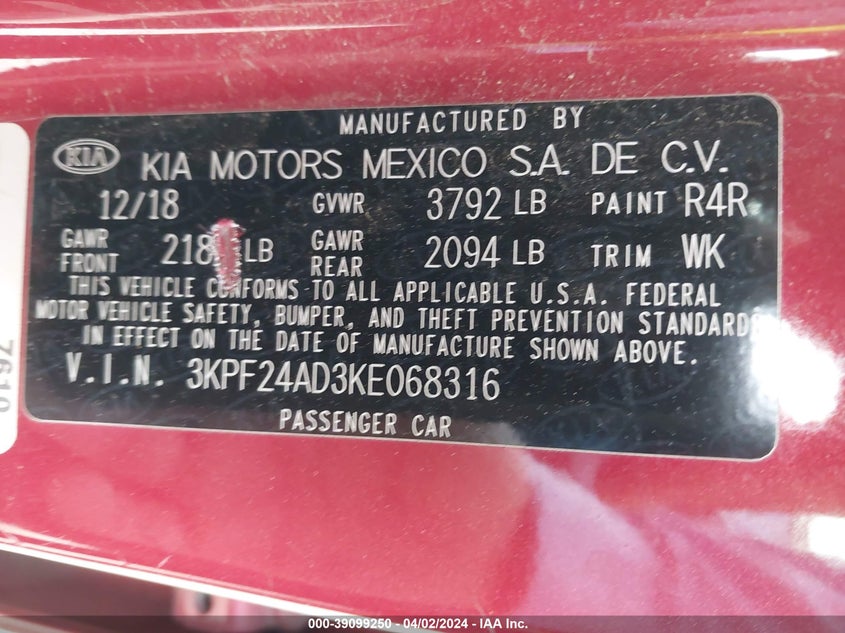 MANUFACTURED BY
KIA KIA MOTORS MEXICO S.A. DE C.V.
12/18 GVWR 3792 LB PAINT R4R
GAWR FRONT LB GAWR REAR 2094 LB TRIM WK
THIS VEHICLE CONFORMS TO ALL APPLICABLE U.S.A. FEDERAL
MOTOR VEHICLE SAFETY, BUMPER, AND THEFT PREVENTION STANDARDS
IN EFFECT ON THE DATE OF MANUFACTURE SHOWN ABOVE.
V.I.N. 3KPF24AD3KE068316
PASSENGER CAR
000-39099250 - 04/02/2024 - IAA Inc.